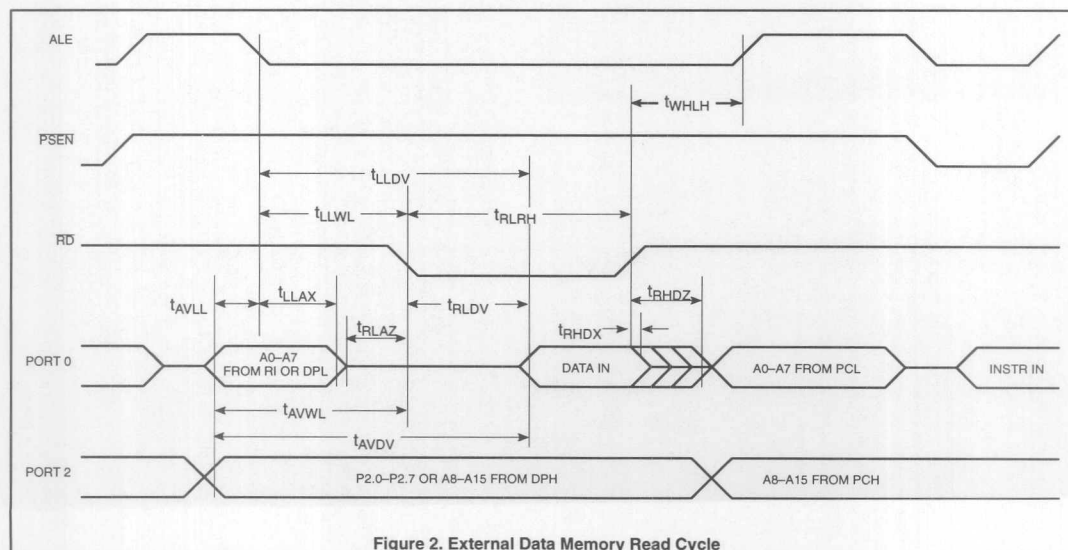 ALE
tWHLH
PSEN
tLLDV
tLLWL
tRLRH
RD
tAVLL
tLLAX
tRLDV
tRHDZ
tRLAZ
tRHDX
PORT 0
A0–A7
FROM RI OR DPL
DATA IN
A0–A7 FROM PCL
INSTR IN
tAVWL
tAVDV
PORT 2
P2.0–P2.7 OR A8–A15 FROM DPH
A8–A15 FROM PCH
Figure 2. External Data Memory Read Cycle